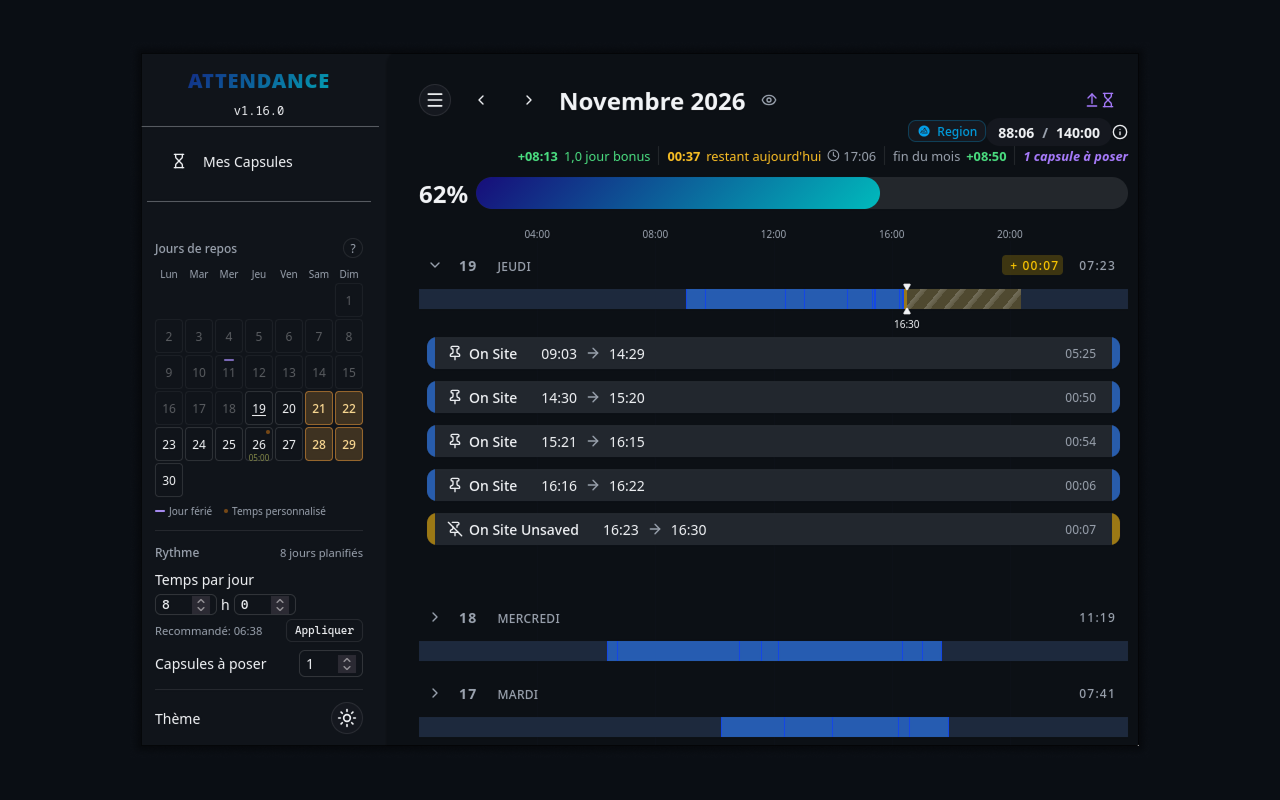 ATTENDANCE
v1.16.0
Mes Capsules
Jours de repos ?
Lun Mar Mer Jeu Ven Sam Dim
1
2 3 4 5 6 7 8
9 10 11 12 13 14 15
16 17 18 19 20 21 22
23 24 25 26 27 28 29
05:00
30
Jour férié Temps personnalisé
Rythme 8 jours planifiés
Temps par jour
8 h 0
Recommandé: 06:38 Appliquer
Capsules à poser 1
Thème
Novembre 2026
Region 88:06 / 140:00
+08:13 1,0 jour bonus 00:37 restant aujourd'hui 17:06 fin du mois +08:50 1 capsule à poser
62%
04:00 08:00 12:00 16:00 20:00
19 JEUDI + 00:07 07:23
16:30
On Site 09:03 → 14:29 05:25
On Site 14:30 → 15:20 00:50
On Site 15:21 → 16:15 00:54
On Site 16:16 → 16:22 00:06
On Site Unsaved 16:23 → 16:30 00:07
18 MERCREDI 11:19
17 MARDI 07:41